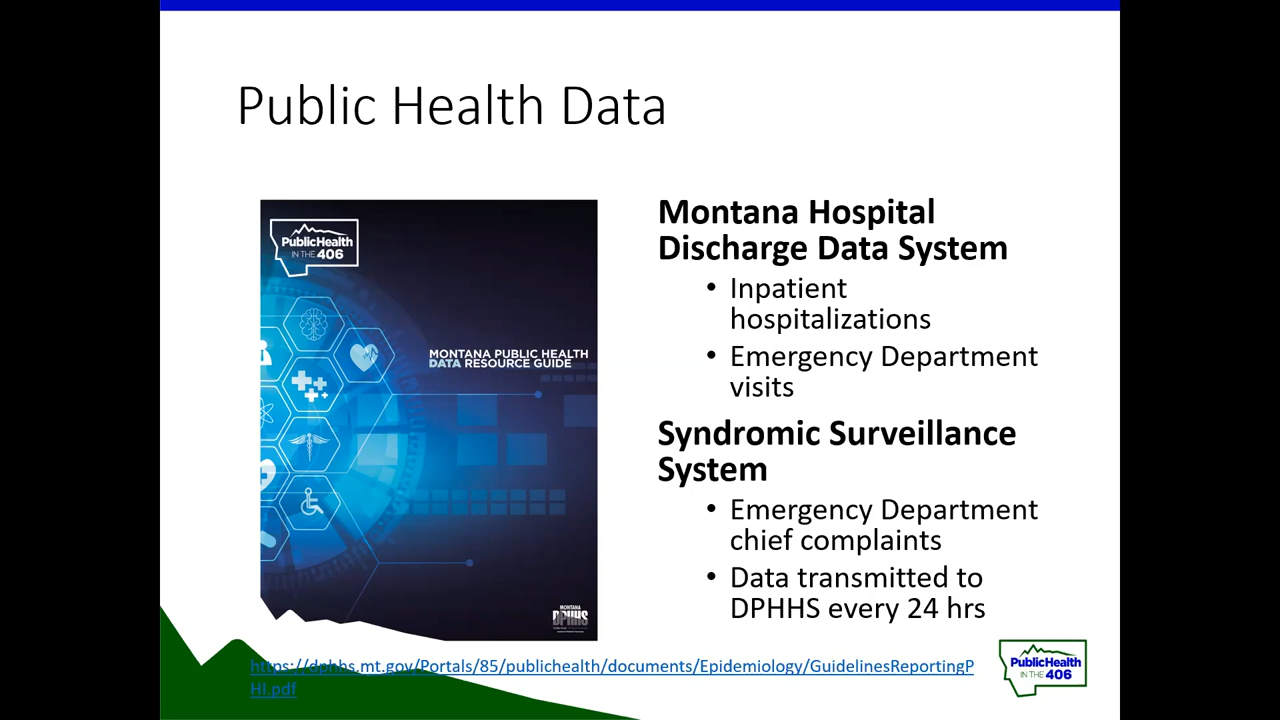 Public Health Data
PublicHealth
IN THE 406
MONTANA PUBLIC HEALTH
DATA RESOURCE GUIDE
MONTANA
DPHHS
Montana Hospital
Discharge Data System
• Inpatient
hospitalizations
• Emergency Department
visits
Syndromic Surveillance
System
• Emergency Department
chief complaints
• Data transmitted to
DPHHS every 24 hrs
https://dphhs.mt.gov/Portals/85/publichealth/documents/Epidemiology/GuidelinesReportingP
HI.pdf
PublicHealth
IN THE 406